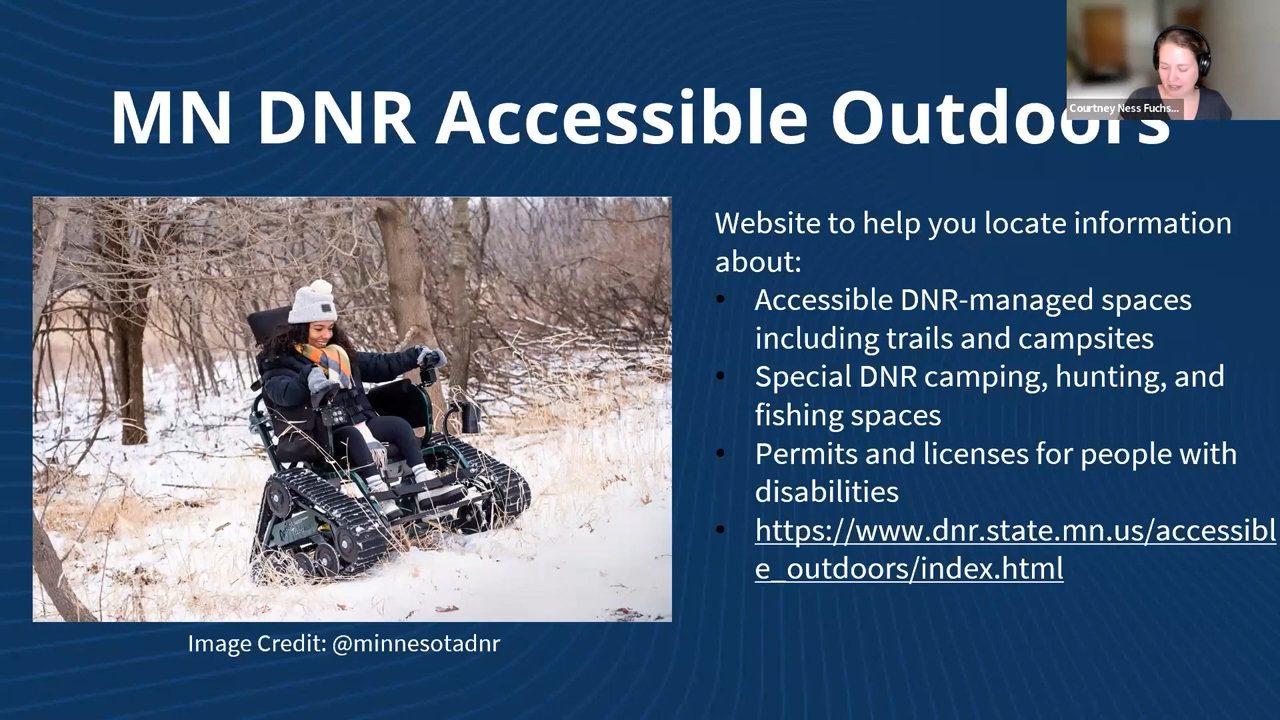 MN DNR Accessible Outdoors
Courtney Ness Fuchs...
Website to help you locate information
about:
• Accessible DNR-managed spaces
including trails and campsites
• Special DNR camping, hunting, and
fishing spaces
• Permits and licenses for people with
disabilities
• https://www.dnr.state.mn.us/accessibl
e_outdoors/index.html
Image Credit: @minnesotadnr